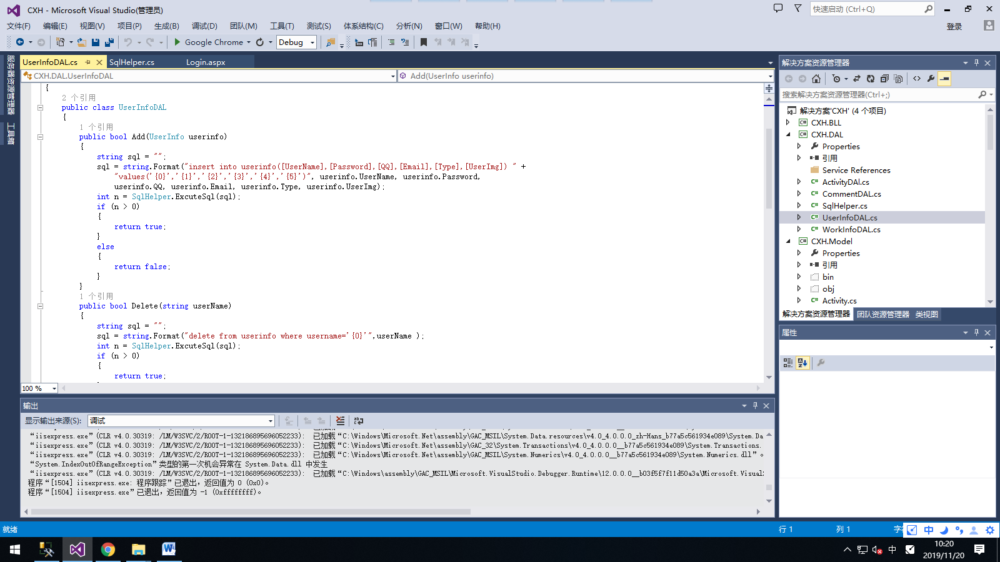 CXH - Microsoft Visual Studio(管理员)
快速启动 (Ctrl+Q)
文件(F) 编辑(E) 视图(V) 项目(P) 生成(B) 调试(D) 团队(M) 工具(T) 测试(S) 体系结构(C) 分析(N) 窗口(W) 帮助(H)
登录
Google Chrome Debug
服务器资源管理器
工具箱
UserInfoDAL.cs SqlHelper.cs Login.aspx
CXH.DAL.UserInfoDAL Add(UserInfo userinfo)
{
2 个引用
public class UserInfoDAL
{
1 个引用
public bool Add(UserInfo userinfo)
{
string sql = "";
sql = string.Format("insert into userinfo([UserName],[Password],[QQ],[Email],[Type],[UserImg]) " +
"values('{0}','{1}','{2}','{3}','{4}','{5}')", userinfo.UserName, userinfo.Password,
userinfo.QQ, userinfo.Email, userinfo.Type, userinfo.UserImg);
int n = SqlHelper.ExcuteSql(sql);
if (n > 0)
{
return true;
}
else
{
return false;
}
}
1 个引用
public bool Delete(string userName)
{
string sql = "";
sql = string.Format("delete from userinfo where username='{0}'",userName );
int n = SqlHelper.ExcuteSql(sql);
if (n > 0)
{
return true;
100 %
输出
显示输出来源(S): 调试
“iisexpress.exe”(CLR v4.0.30319: /LM/W3SVC/2/ROOT-1-132186895696052233): 已加载“C:\Windows\Microsoft.Net\assembly\GAC_MSIL\System.Data.resources\v4.0_4.0.0.0_zh-Hans_b77a5c561934e089\System.Da
“iisexpress.exe”(CLR v4.0.30319: /LM/W3SVC/2/ROOT-1-132186895696052233): 已加载“C:\Windows\Microsoft.Net\assembly\GAC_32\System.Transactions\v4.0_4.0.0.0__b77a5c561934e089\System.Transactions.
“iisexpress.exe”(CLR v4.0.30319: /LM/W3SVC/2/ROOT-1-132186895696052233): 已加载“C:\Windows\Microsoft.Net\assembly\GAC_MSIL\System.Numerics\v4.0_4.0.0.0__b77a5c561934e089\System.Numerics.dll”。
“System.IndexOutOfRangeException”类型的第一次机会异常在 System.Data.dll 中发生
“iisexpress.exe”(CLR v4.0.30319: /LM/W3SVC/2/ROOT-1-132186895696052233): 已加载“C:\Windows\assembly\GAC_MSIL\Microsoft.VisualStudio.Debugger.Runtime\12.0.0.0__b03f5f7f11d50a3a\Microsoft.Visual
程序“[1504] iisexpress.exe: 程序跟踪”已退出，返回值为 0 (0x0)。
程序“[1504] iisexpress.exe”已退出，返回值为 -1 (0xffffffff)。
解决方案资源管理器
搜索解决方案资源管理器(Ctrl+;)
解决方案'CXH' (4 个项目)
CXH.BLL
CXH.DAL
Properties
引用
Service References
ActivityDAl.cs
CommentDAL.cs
SqlHelper.cs
UserInfoDAL.cs
WorkInfoDAL.cs
CXH.Model
Properties
引用
bin
obj
Activity.cs
解决方案资源管理器 团队资源管理器 类视图
属性
就绪 行 1 列 1 中
中 10:20
2019/11/20